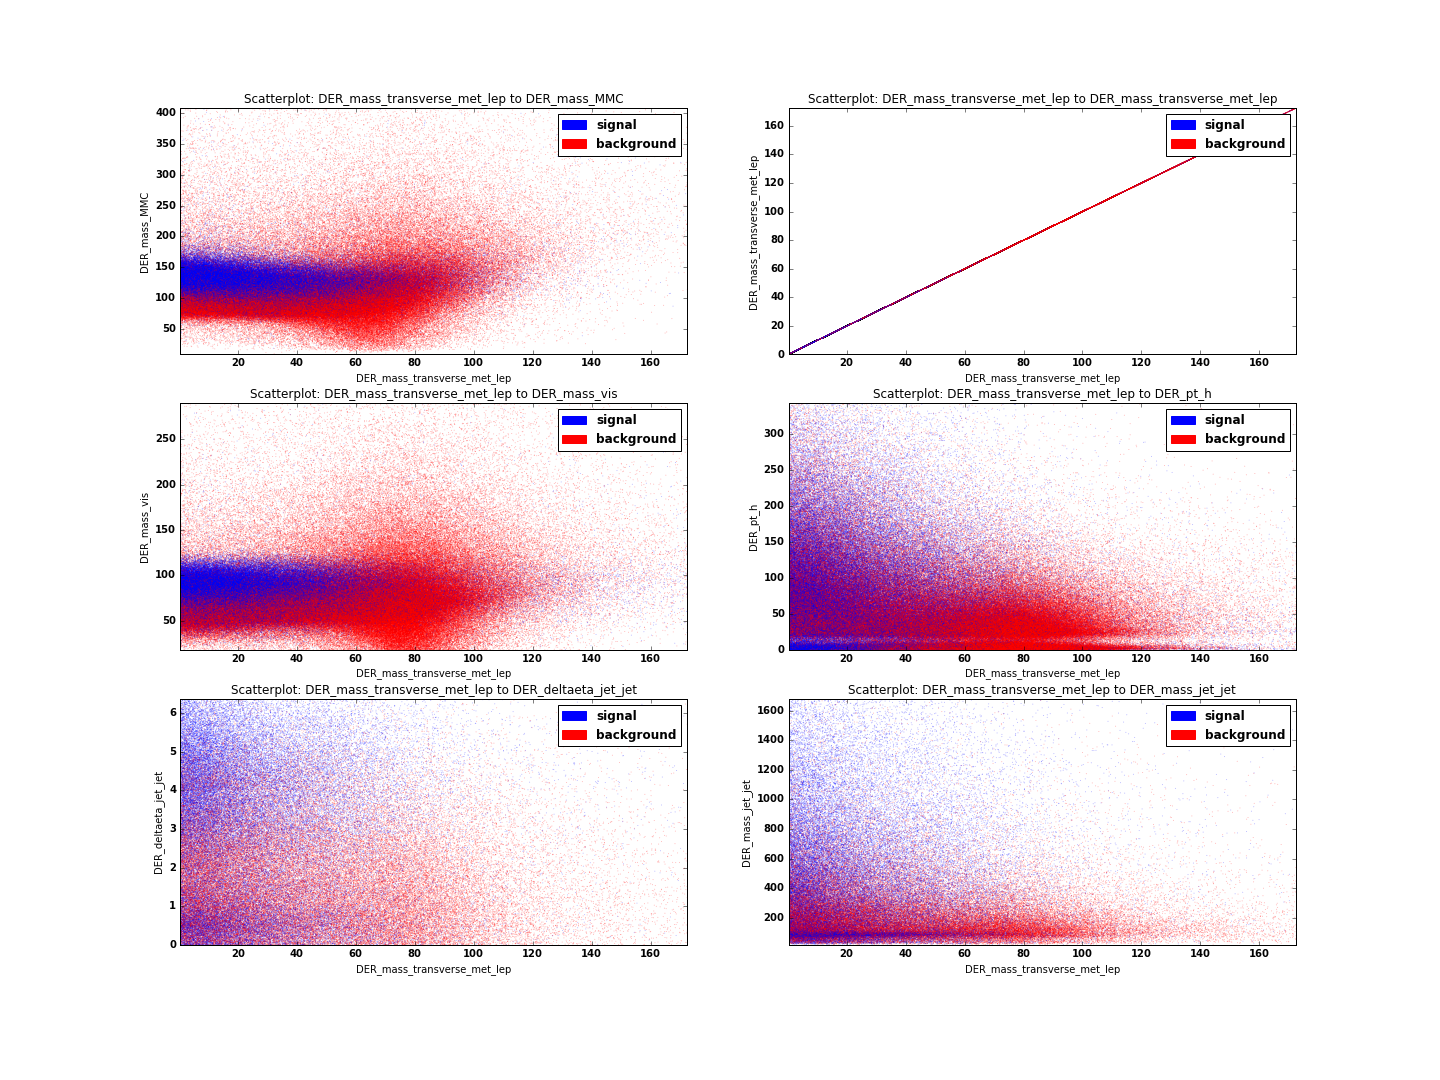 Scatterplot: DER_mass_transverse_met_lep to DER_mass_MMC
400
350
300
250
200
150
100
50
DER_mass_MMC
signal
background
20 40 60 80 100 120 140 160
DER_mass_transverse_met_lep
Scatterplot: DER_mass_transverse_met_lep to DER_mass_transverse_met_lep
160
140
120
100
80
60
40
20
0
DER_mass_transverse_met_lep
signal
background
20 40 60 80 100 120 140 160
DER_mass_transverse_met_lep
Scatterplot: DER_mass_transverse_met_lep to DER_mass_vis
250
200
150
100
50
DER_mass_vis
signal
background
20 40 60 80 100 120 140 160
DER_mass_transverse_met_lep
Scatterplot: DER_mass_transverse_met_lep to DER_pt_h
300
250
200
150
100
50
0
DER_pt_h
signal
background
20 40 60 80 100 120 140 160
DER_mass_transverse_met_lep
Scatterplot: DER_mass_transverse_met_lep to DER_deltaeta_jet_jet
6
5
4
3
2
1
0
DER_deltaeta_jet_jet
signal
background
20 40 60 80 100 120 140 160
DER_mass_transverse_met_lep
Scatterplot: DER_mass_transverse_met_lep to DER_mass_jet_jet
1600
1400
1200
1000
800
600
400
200
DER_mass_jet_jet
signal
background
20 40 60 80 100 120 140 160
DER_mass_transverse_met_lep